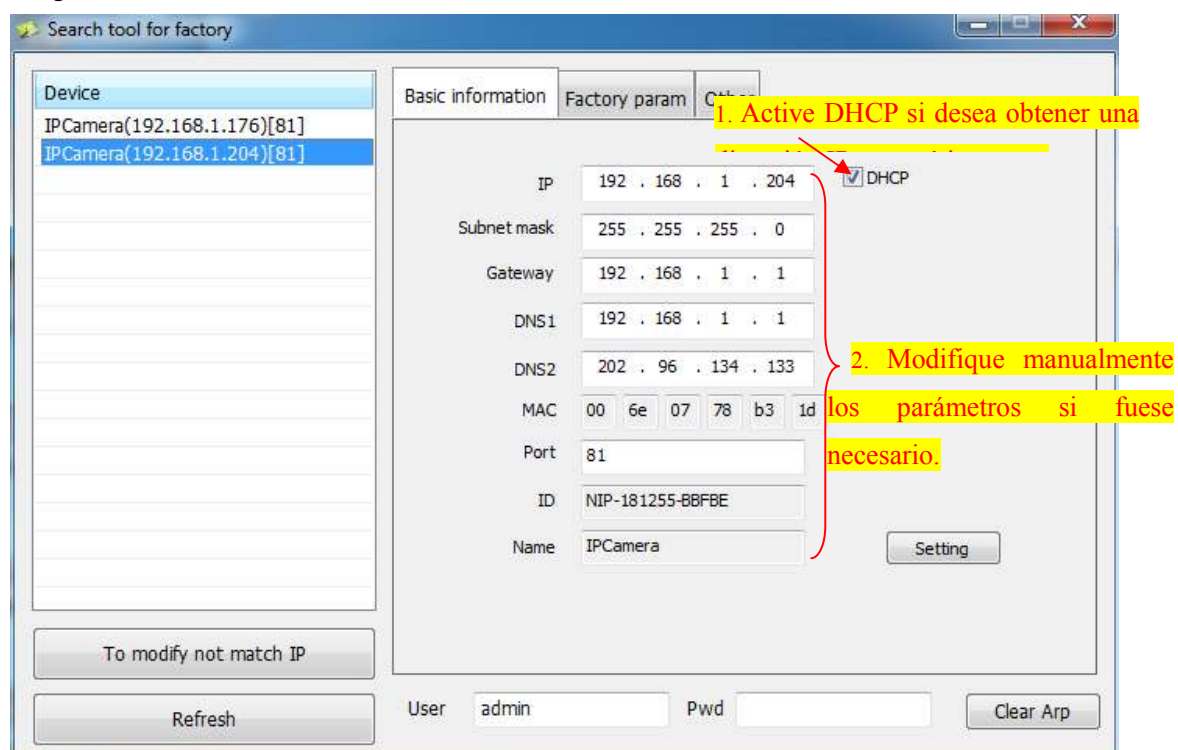 Search tool for factory
Device
IPCamera(192.168.1.176)[81]
IPCamera(192.168.1.204)[81]
To modify not match IP
Refresh
Basic information Factory param
1. Active DHCP si desea obtener una
IP 192 . 168 . 1 . 204 DHCP
Subnet mask 255 . 255 . 255 . 0
Gateway 192 . 168 . 1 . 1
DNS1 192 . 168 . 1 . 1
DNS2 202 . 96 . 134 . 133
MAC 00 6e 07 78 b3 1d
Port 81
ID NIP-181255-BBFBE
Name IPCamera
2. Modifique manualmente
los parámetros si fuese
necesario.
Setting
User admin Pwd Clear Arp